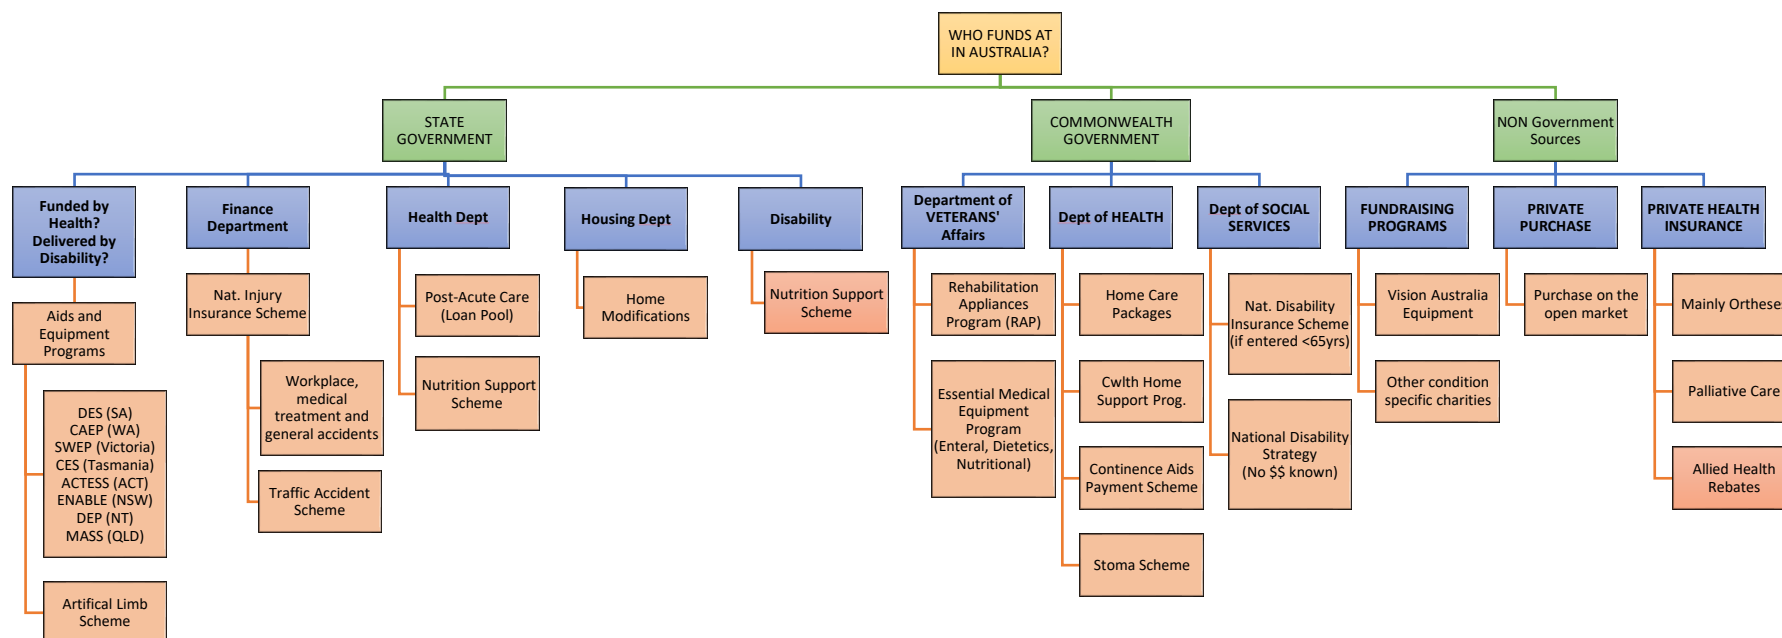 WHO FUNDS AT
IN AUSTRALIA?
STATE
GOVERNMENT
COMMONWEALTH
GOVERNMENT
NON Government
Sources
Funded by
Health?
Delivered by
Disability?
Finance
Department
Health Dept
Housing Dept
Disability
Department of
VETERANS'
Affairs
Dept of HEALTH
Dept of SOCIAL
SERVICES
FUNDRAISING
PROGRAMS
PRIVATE
PURCHASE
PRIVATE HEALTH
INSURANCE
Aids and
Equipment
Programs
DES (SA)
CAEP (WA)
SWEP (Victoria)
CES (Tasmania)
ACTESS (ACT)
ENABLE (NSW)
DEP (NT)
MASS (QLD)
Artifical Limb
Scheme
Nat. Injury
Insurance Scheme
Workplace,
medical
treatment and
general accidents
Traffic Accident
Scheme
Post-Acute Care
(Loan Pool)
Nutrition Support
Scheme
Home
Modifications
Nutrition Support
Scheme
Rehabilitation
Appliances
Program (RAP)
Essential Medical
Equipment
Program
(Enteral, Dietetics,
Nutritional)
Home Care
Packages
Cwlth Home
Support Prog.
Continence Aids
Payment Scheme
Stoma Scheme
Nat. Disability
Insurance Scheme
(if entered <65yrs)
National Disability
Strategy
(No $$ known)
Vision Australia
Equipment
Other condition
specific charities
Purchase on the
open market
Mainly Ortheses
Palliative Care
Allied Health
Rebates